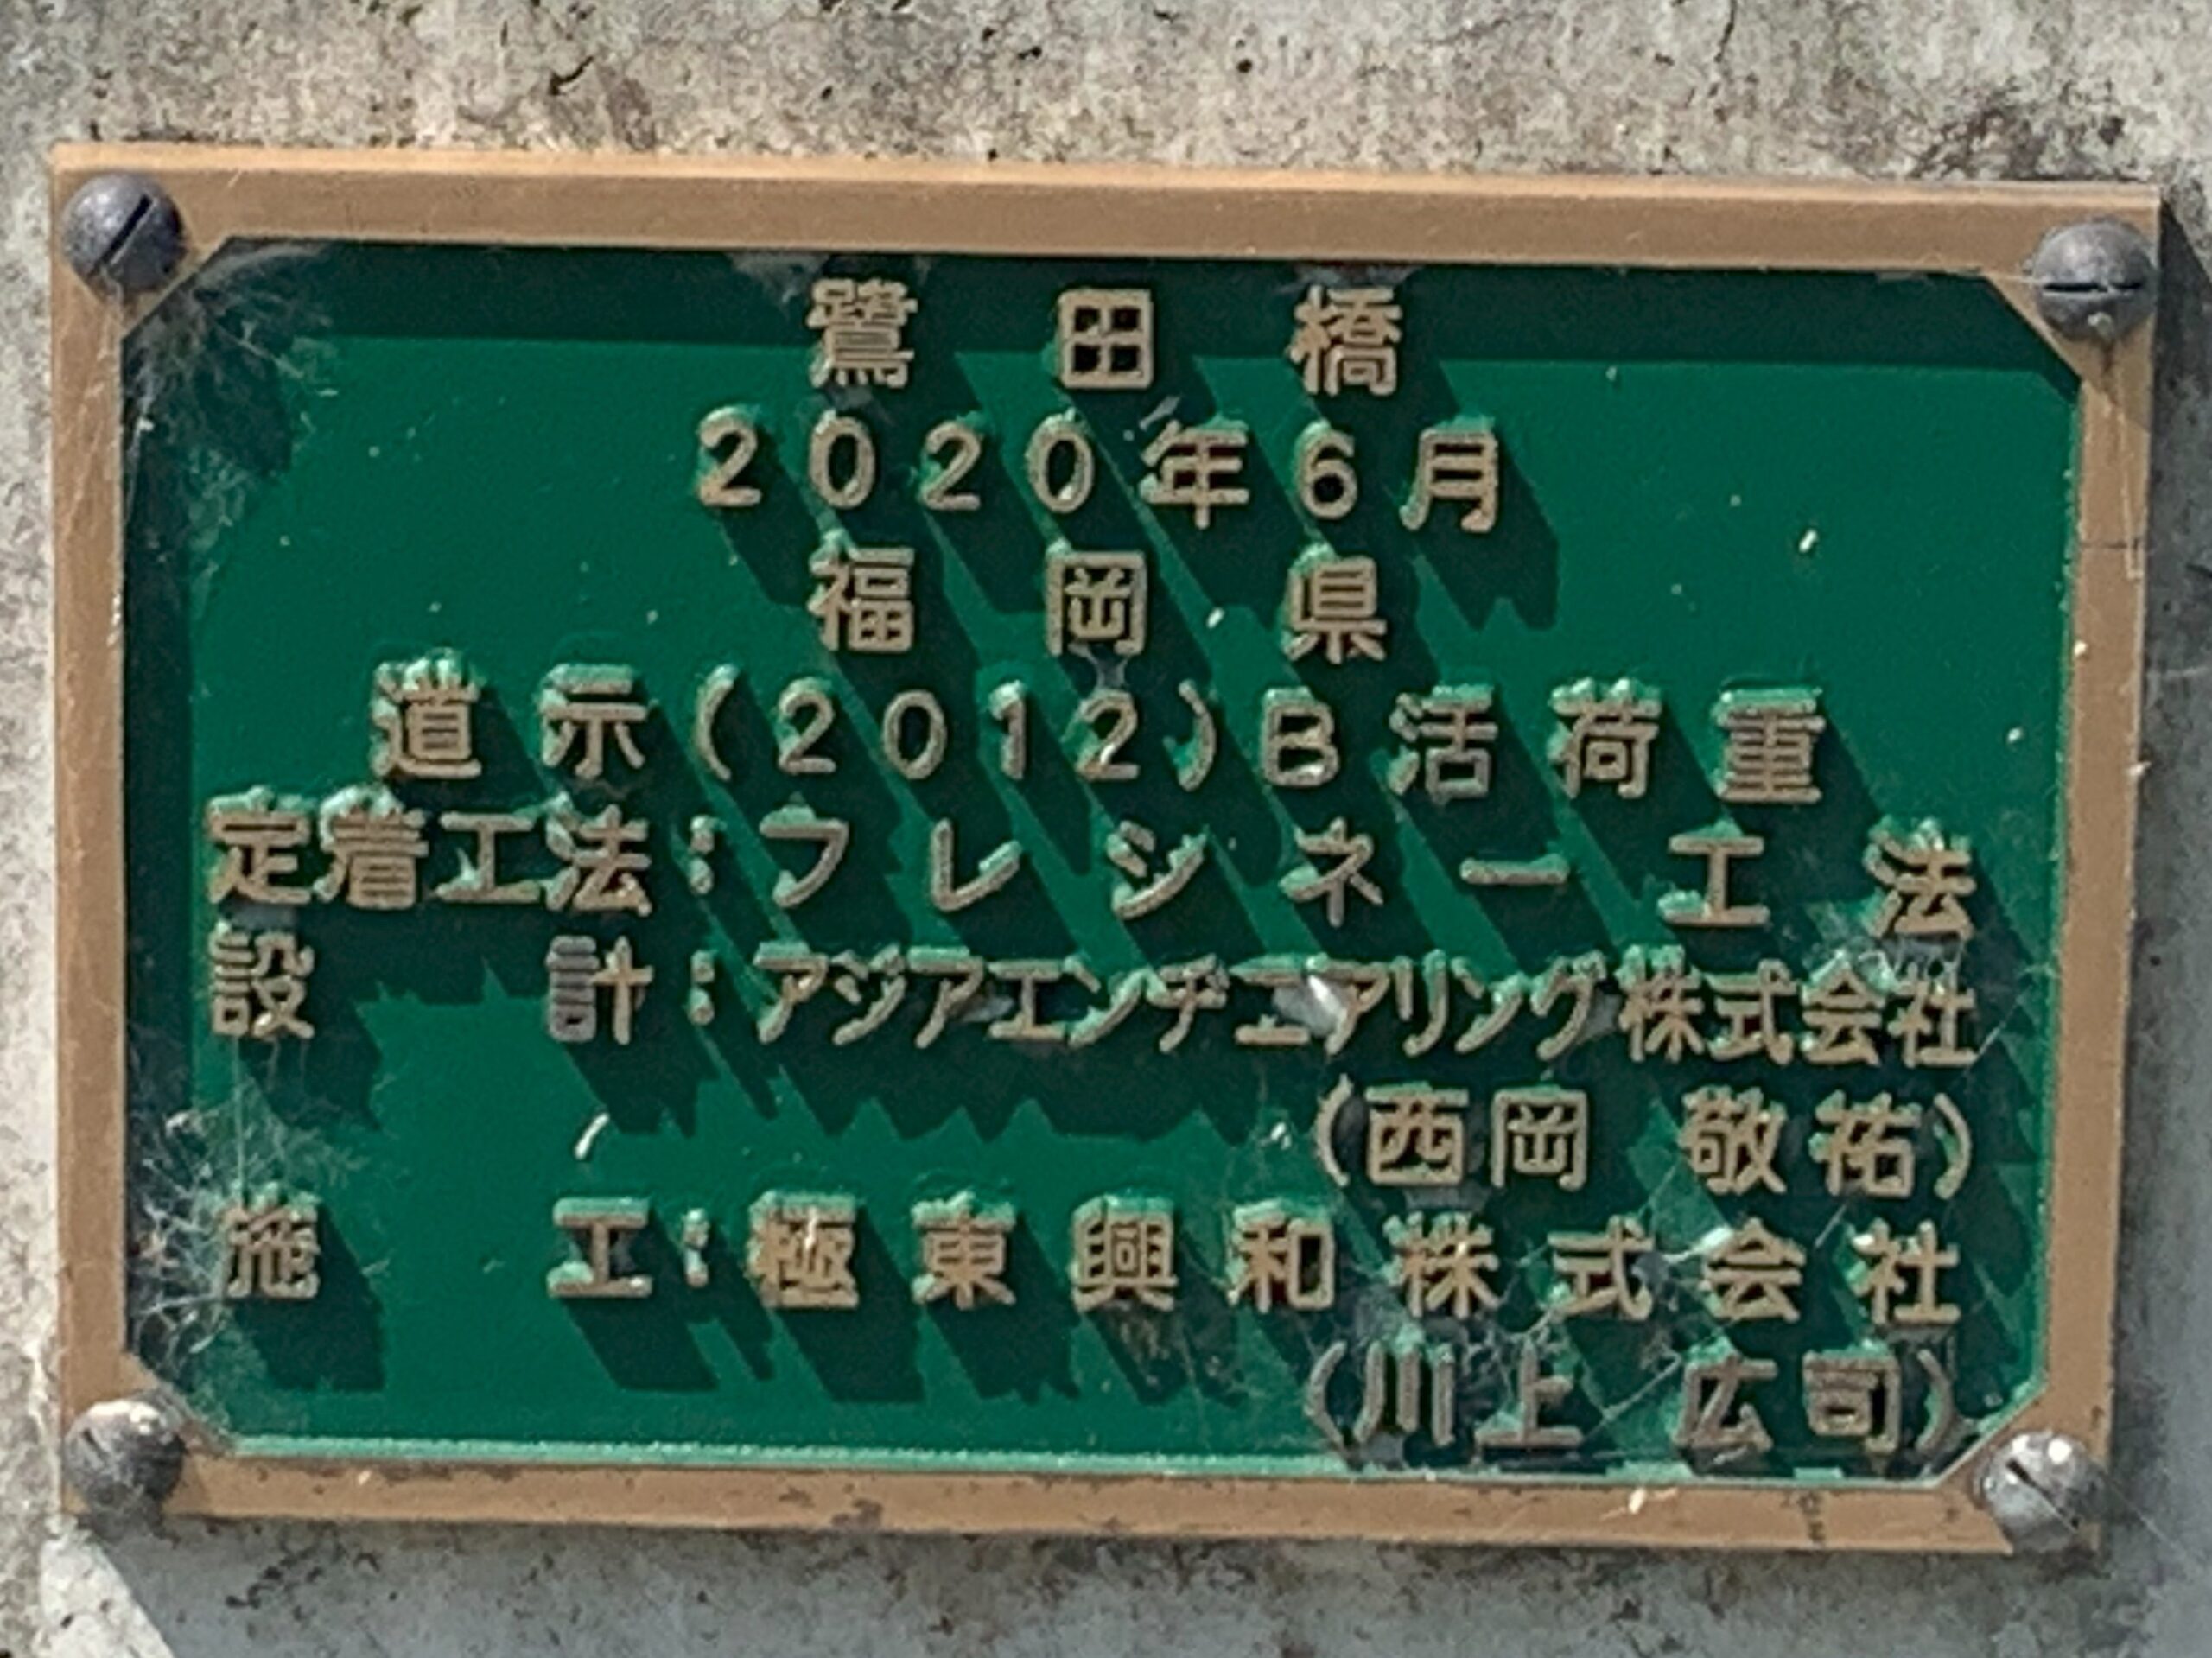 鷺田橋
2020年6月
福岡県
道示(2012)B活荷重
定着工法:フレシネー工法
設計:アジアエンヂニアリング株式会社
(西岡 敬祐)
施工:極東興和株式会社
(川上 広司)